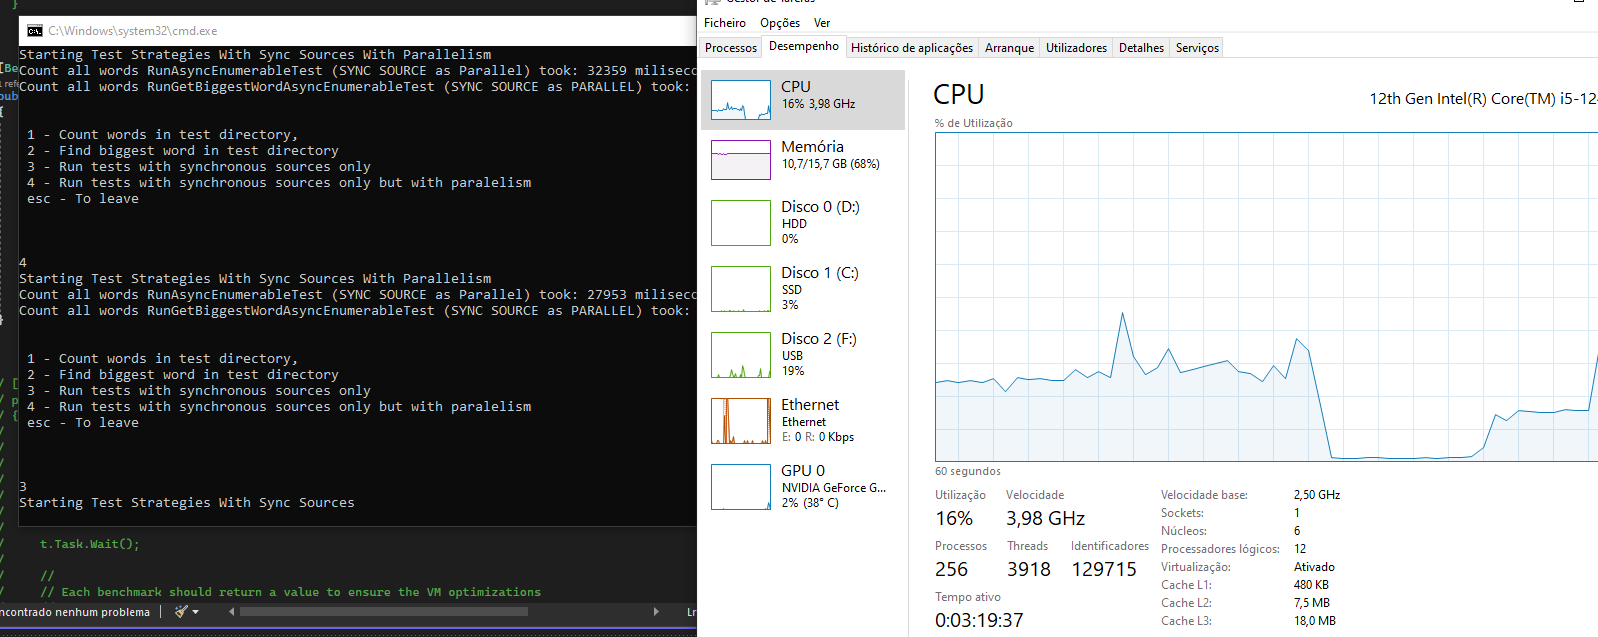 C:\Windows\system32\cmd.exe
Starting Test Strategies With Sync Sources With Parallelism
Count all words RunAsyncEnumerableTest (SYNC SOURCE as Parallel) took: 32359 milisecc
Count all words RunGetBiggestWordAsyncEnumerableTest (SYNC SOURCE as PARALLEL) took:
1 - Count words in test directory,
2 - Find biggest word in test directory
3 - Run tests with synchronous sources only
4 - Run tests with synchronous sources only but with paralelism
esc - To leave
4
Starting Test Strategies With Sync Sources With Parallelism
Count all words RunAsyncEnumerableTest (SYNC SOURCE as Parallel) took: 27953 milisecc
Count all words RunGetBiggestWordAsyncEnumerableTest (SYNC SOURCE as PARALLEL) took:
1 - Count words in test directory,
2 - Find biggest word in test directory
3 - Run tests with synchronous sources only
4 - Run tests with synchronous sources only but with paralelism
esc - To leave
3
Starting Test Strategies With Sync Sources
t.Task.Wait();
//
// Each benchmark should return a value to ensure the VM optimizations
ncontrado nenhum problema
Ficheiro Opções Ver
Processos Desempenho Histórico de aplicações Arranque Utilizadores Detalhes Serviços
CPU
16% 3,98 GHz
Memória
10,7/15,7 GB (68%)
Disco 0 (D:)
HDD
0%
Disco 1 (C:)
SSD
3%
Disco 2 (F:)
USB
19%
Ethernet
Ethernet
E: 0 R: 0 Kbps
GPU 0
NVIDIA GeForce G...
2% (38° C)
CPU
12th Gen Intel(R) Core(TM) i5-12
% de Utilização
60 segundos
Utilização Velocidade
16% 3,98 GHz
Processos Threads Identificadores
256 3918 129715
Tempo ativo
0:03:19:37
Velocidade base: 2,50 GHz
Sockets: 1
Núcleos: 6
Processadores lógicos: 12
Virtualização: Ativado
Cache L1: 480 KB
Cache L2: 7,5 MB
Cache L3: 18,0 MB